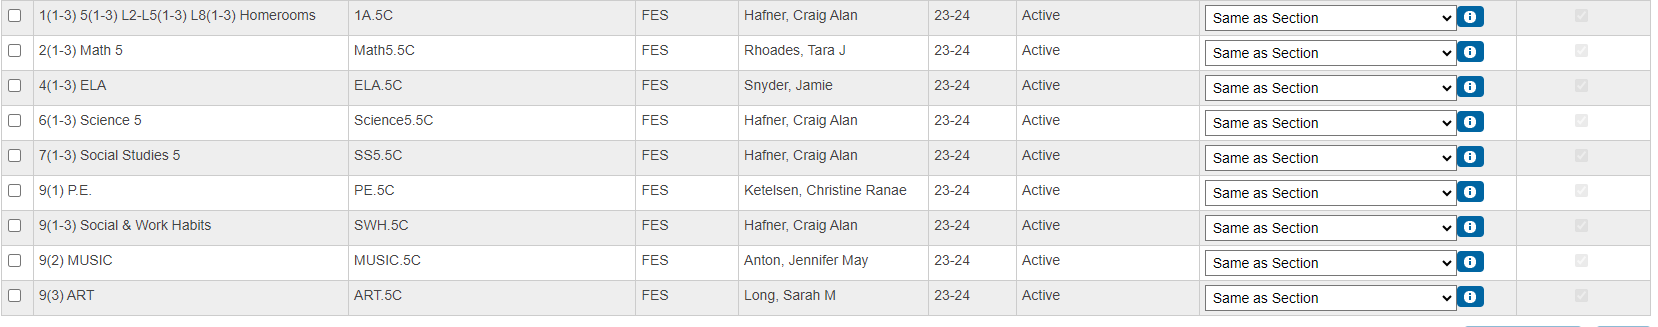 1(1-3) 5(1-3) L2-L5(1-3) L8(1-3) Homerooms 1A.5C FES Hafner, Craig Alan 23-24 Active Same as Section
2(1-3) Math 5 Math5.5C FES Rhoades, Tara J 23-24 Active Same as Section
4(1-3) ELA ELA.5C FES Snyder, Jamie 23-24 Active Same as Section
6(1-3) Science 5 Science5.5C FES Hafner, Craig Alan 23-24 Active Same as Section
7(1-3) Social Studies 5 SS5.5C FES Hafner, Craig Alan 23-24 Active Same as Section
9(1) P.E. PE.5C FES Ketelsen, Christine Ranae 23-24 Active Same as Section
9(1-3) Social & Work Habits SWH.5C FES Hafner, Craig Alan 23-24 Active Same as Section
9(2) MUSIC MUSIC.5C FES Anton, Jennifer May 23-24 Active Same as Section
9(3) ART ART.5C FES Long, Sarah M 23-24 Active Same as Section